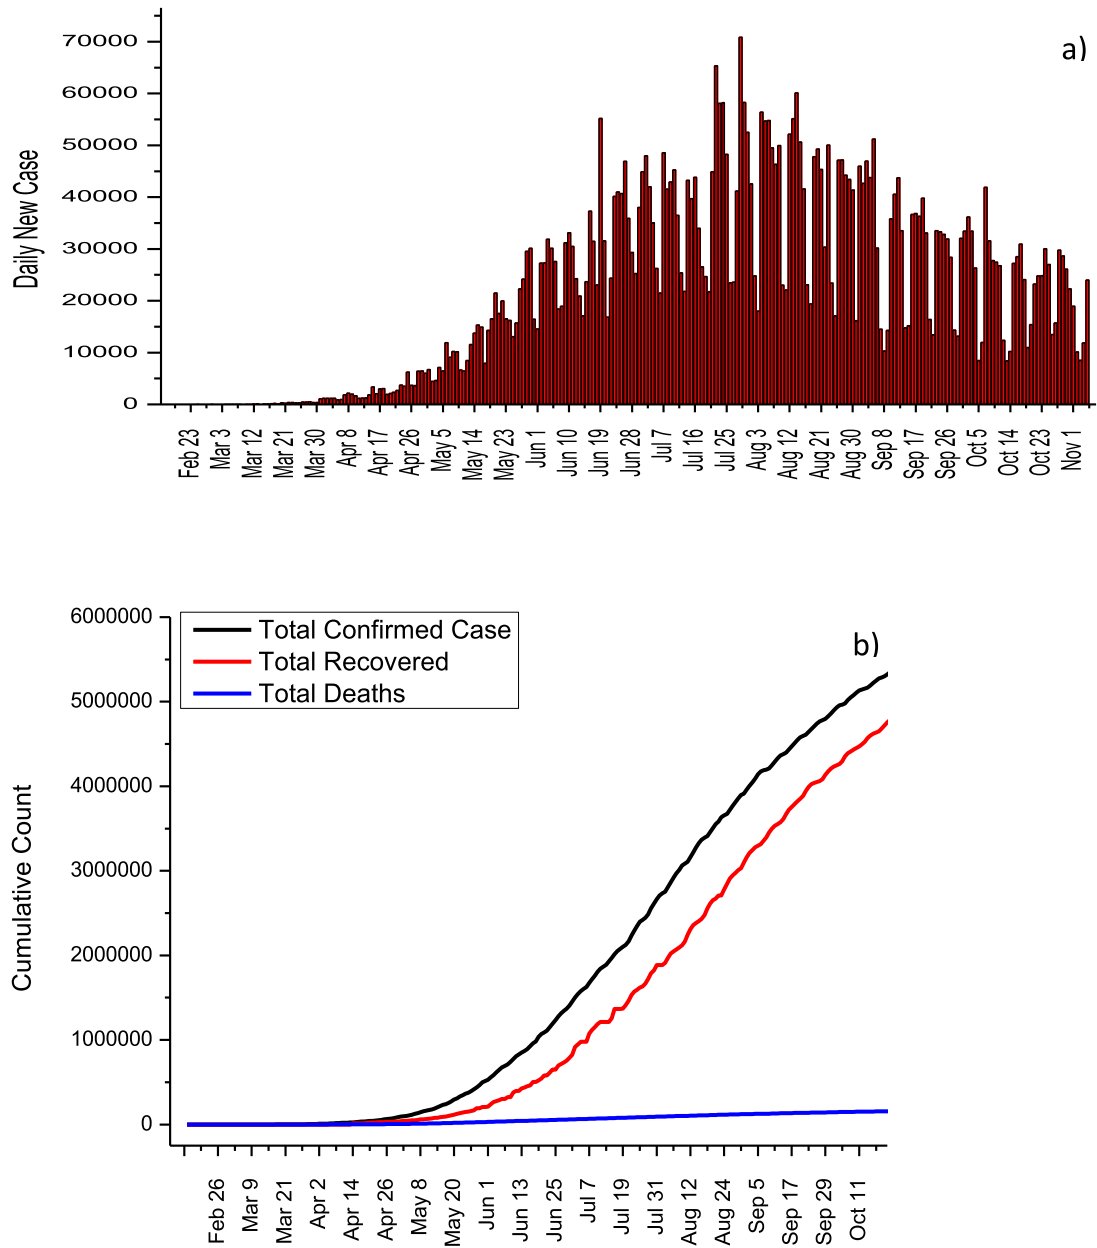 a)
Daily New Case
70000
60000
50000
40000
30000
20000
10000
0
Feb 23
Mar 3
Mar 12
Mar 21
Mar 30
Apr 8
Apr 17
Apr 26
May 5
May 14
May 23
Jun 1
Jun 10
Jun 19
Jun 28
Jul 7
Jul 16
Jul 25
Aug 3
Aug 12
Aug 21
Aug 30
Sep 8
Sep 17
Sep 26
Oct 5
Oct 14
Oct 23
Nov 1
b)
Total Confirmed Case
Total Recovered
Total Deaths
Cumulative Count
6000000
5000000
4000000
3000000
2000000
1000000
0
Feb 26
Mar 9
Mar 21
Apr 2
Apr 14
Apr 26
May 8
May 20
Jun 1
Jun 13
Jun 25
Jul 7
Jul 19
Jul 31
Aug 12
Aug 24
Sep 5
Sep 17
Sep 29
Oct 11